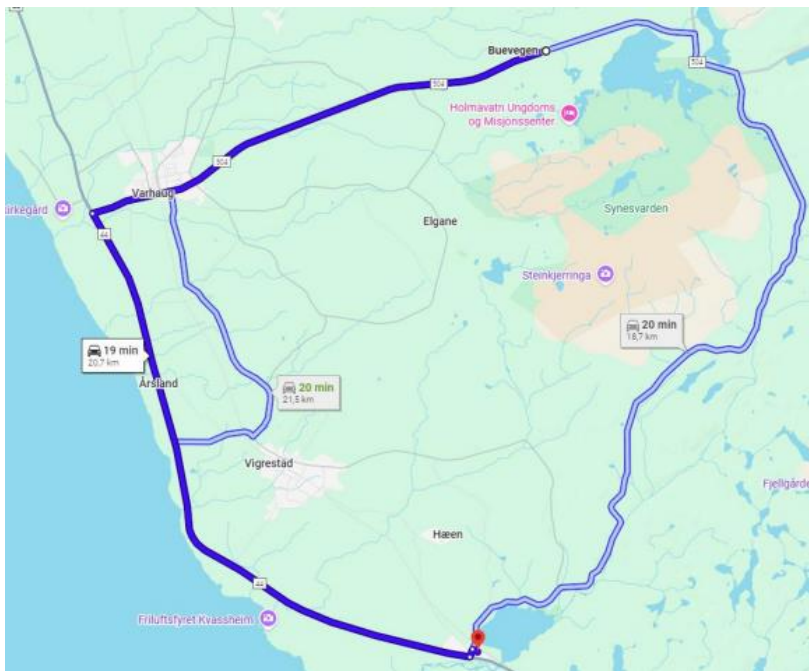 Buevegen
504
504
Holmavatn Ungdoms
og Misjonssenter
504
Varhaug
irkegård
44
Elgane
Synesvarden
Steinkjerringa
20 min
18,7 km
19 min
20,7 km
Årsland
20 min
21,5 km
Vigrestad
Fjellgårde
Hæen
44
Friluftsfyret Kvassheim